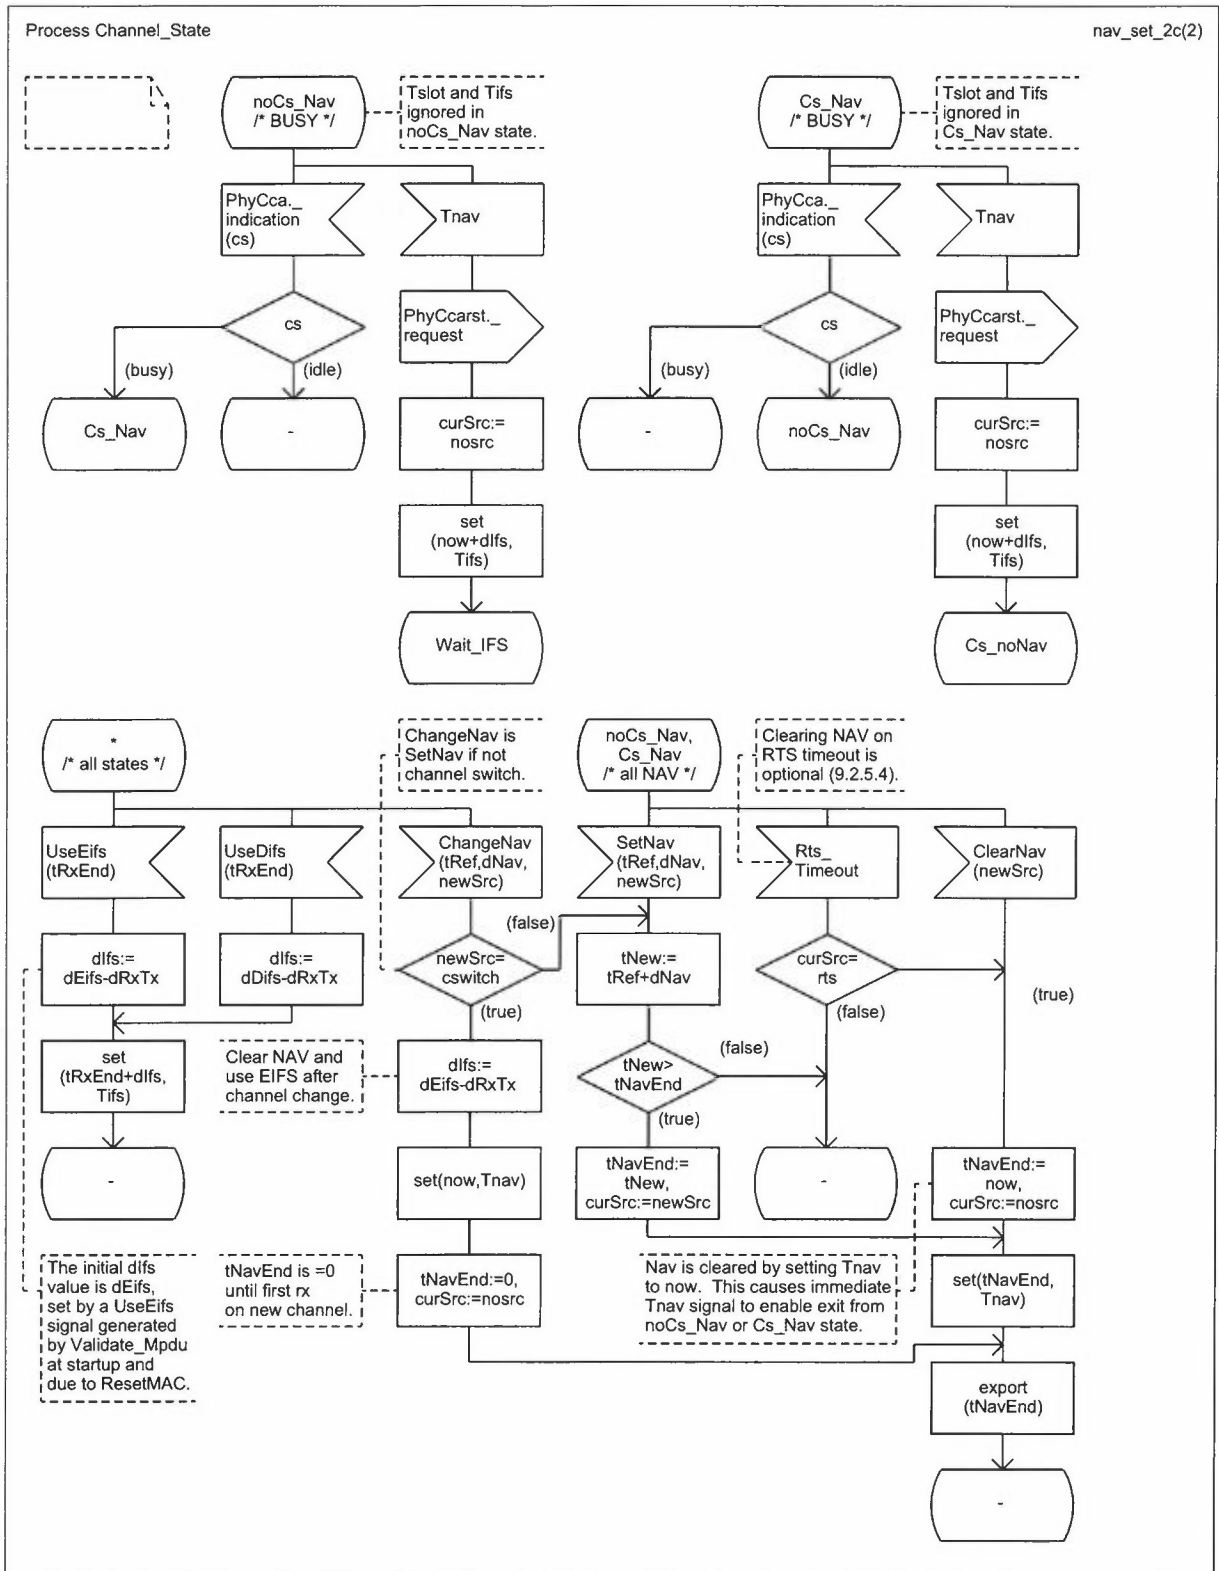 Process Channel_State
nav_set_2c(2)
noCs_Nav
/* BUSY */
Tslot and Tifs
ignored in
noCs_Nav state.
Cs_Nav
/* BUSY */
Tslot and Tifs
ignored in
Cs_Nav state.
PhyCca._
indication
(cs)
Tnav
PhyCca._
indication
(cs)
Tnav
cs
PhyCcarst._
request
cs
PhyCcarst._
request
(busy)
(idle)
(busy)
(idle)
Cs_Nav
-
curSrc:=
nosrc
-
noCs_Nav
curSrc:=
nosrc
set
(now+dIfs,
Tifs)
set
(now+dIfs,
Tifs)
Wait_IFS
Cs_noNav
*
/* all states */
ChangeNav is
SetNav if not
channel switch.
noCs_Nav,
Cs_Nav
/* all NAV */
Clearing NAV on
RTS timeout is
optional (9.2.5.4).
UseEifs
(tRxEnd)
UseDifs
(tRxEnd)
ChangeNav
(tRef,dNav,
newSrc)
SetNav
(tRef,dNav,
newSrc)
Rts_
Timeout
ClearNav
(newSrc)
(false)
dIfs:=
dEifs-dRxTx
dIfs:=
dDifs-dRxTx
newSrc=
cswitch
tNew:=
tRef+dNav
curSrc=
rts
(true)
(true)
(false)
set
(tRxEnd+dIfs,
Tifs)
Clear NAV and
use EIFS after
channel change.
dIfs:=
dEifs-dRxTx
tNew>
tNavEnd
(false)
(true)
-
set(now,Tnav)
tNavEnd:=
tNew,
curSrc:=newSrc
-
tNavEnd:=
now,
curSrc:=nosrc
The initial dIfs
value is dEifs,
set by a UseEifs
signal generated
by Validate_Mpdu
at startup and
due to ResetMAC.
tNavEnd is =0
until first rx
on new channel.
tNavEnd:=0,
curSrc:=nosrc
Nav is cleared by setting Tnav
to now. This causes immediate
Tnav signal to enable exit from
noCs_Nav or Cs_Nav state.
set(tNavEnd,
Tnav)
export
(tNavEnd)
-